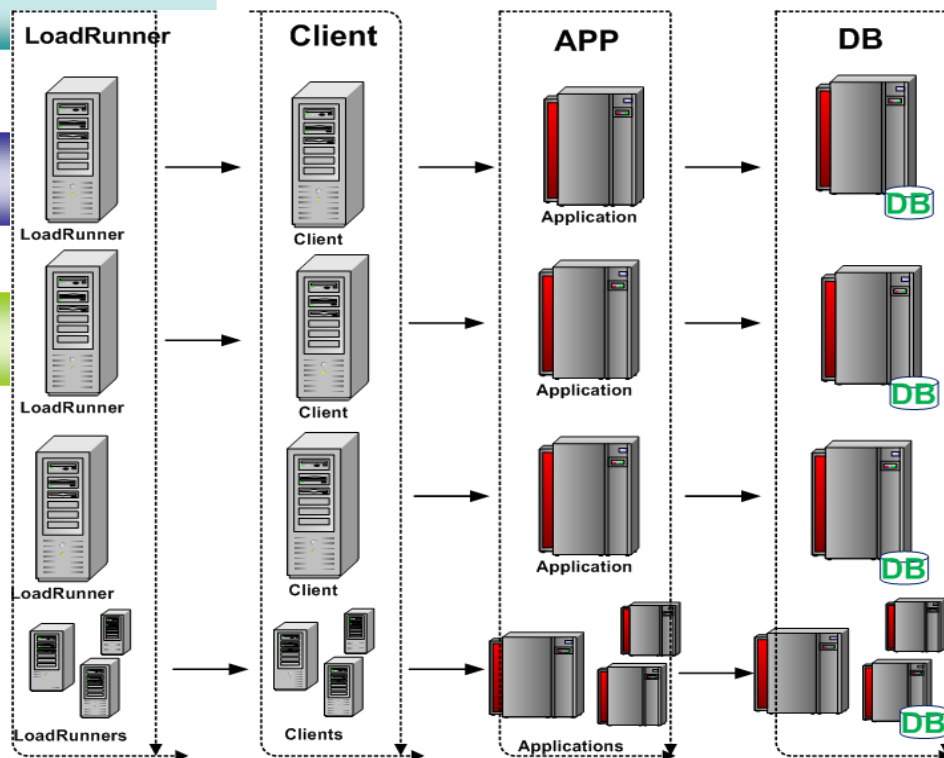 LoadRunner Client APP DB
DB
LoadRunner Client Application
DB
LoadRunner Client Application
DB
LoadRunner Client Application
DB
LoadRunners Clients Applications